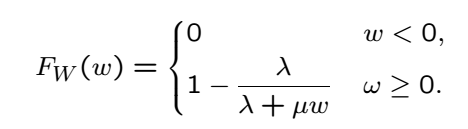 F_W(w) = { 0    w < 0,
1 − λ / (λ + μw)    ω ≥ 0.